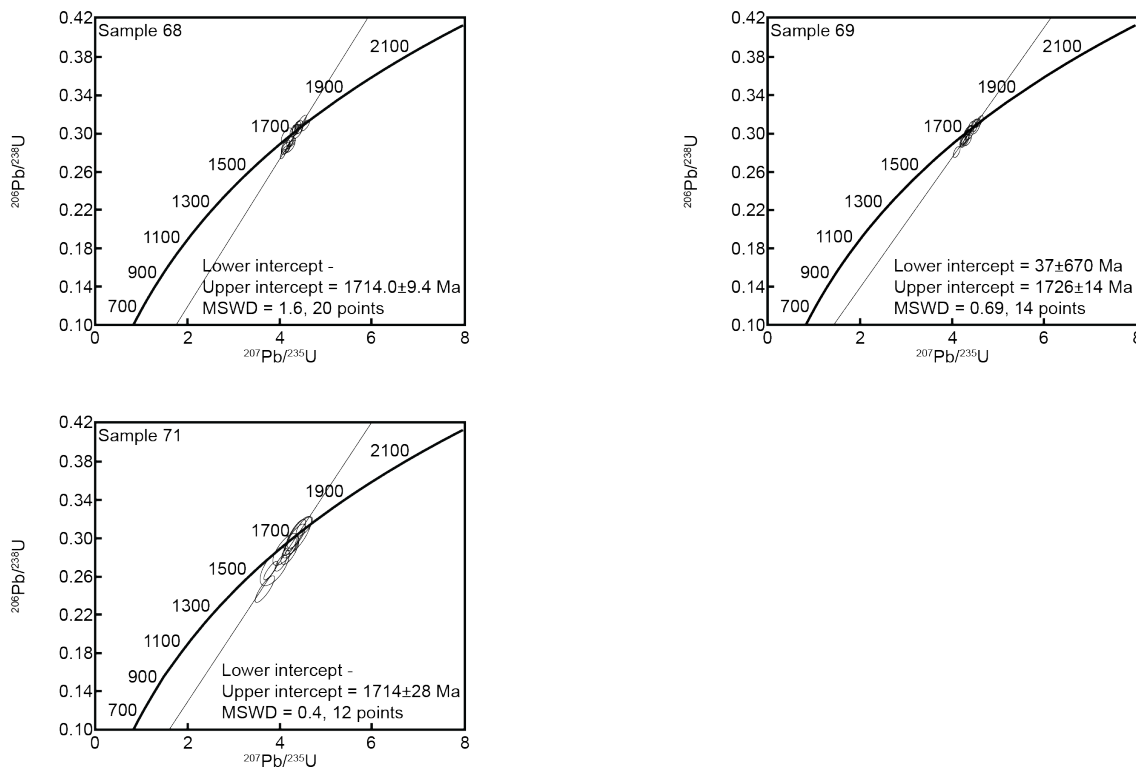 0.42
Sample 68
0.38
0.34
0.30
0.26
0.22
0.18
0.14
0.10
²⁰⁶Pb/²³⁸U
2100
1900
1700
1500
1300
1100
900
700
Lower intercept -
Upper intercept = 1714.0±9.4 Ma
MSWD = 1.6, 20 points
0 2 4 6 8
²⁰⁷Pb/²³⁵U
0.42
Sample 69
0.38
0.34
0.30
0.26
0.22
0.18
0.14
0.10
²⁰⁶Pb/²³⁸U
2100
1900
1700
1500
1300
1100
900
700
Lower intercept = 37±670 Ma
Upper intercept = 1726±14 Ma
MSWD = 0.69, 14 points
0 2 4 6 8
²⁰⁷Pb/²³⁵U
0.42
Sample 71
0.38
0.34
0.30
0.26
0.22
0.18
0.14
0.10
²⁰⁶Pb/²³⁸U
2100
1900
1700
1500
1300
1100
900
700
Lower intercept -
Upper intercept = 1714±28 Ma
MSWD = 0.4, 12 points
0 2 4 6 8
²⁰⁷Pb/²³⁵U